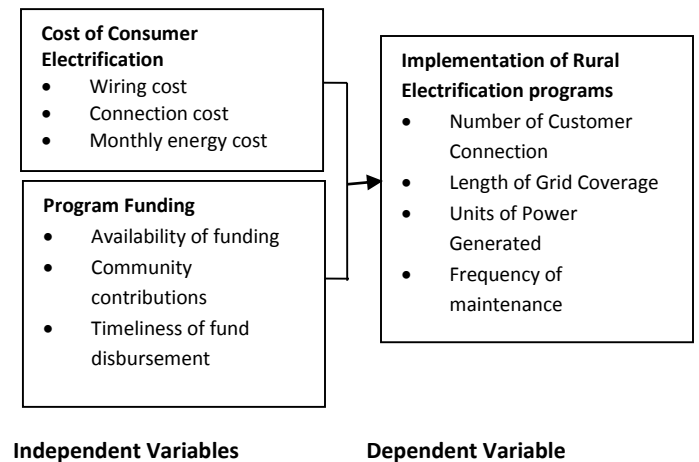 Cost of Consumer
Electrification
• Wiring cost
• Connection cost
• Monthly energy cost
Program Funding
• Availability of funding
• Community
contributions
• Timeliness of fund
disbursement
Implementation of Rural
Electrification programs
• Number of Customer
Connection
• Length of Grid Coverage
• Units of Power
Generated
• Frequency of
maintenance
Independent Variables
Dependent Variable